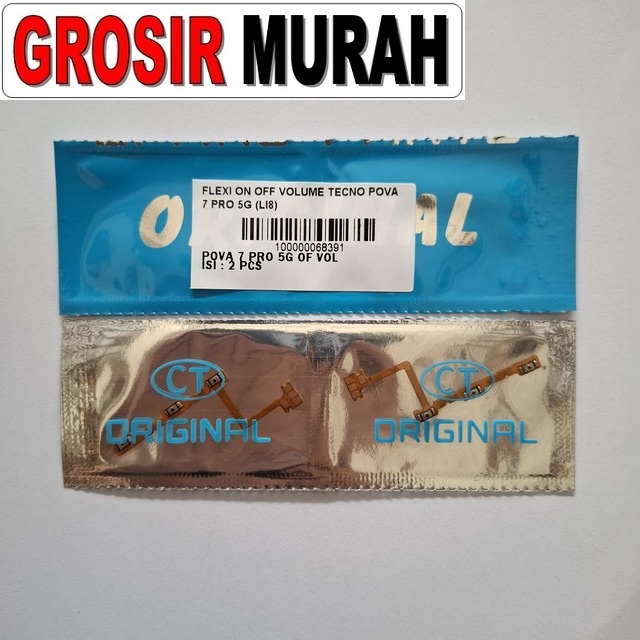 GROSIR MURAH
ORIGINAL
FLEXI ON OFF VOLUME TECNO POVA
7 PRO 5G (LI8)
100000068391
POVA 7 PRO 5G OF VOL
ISI : 2 PCS
CT
ORIGINAL
CT
ORIGINAL